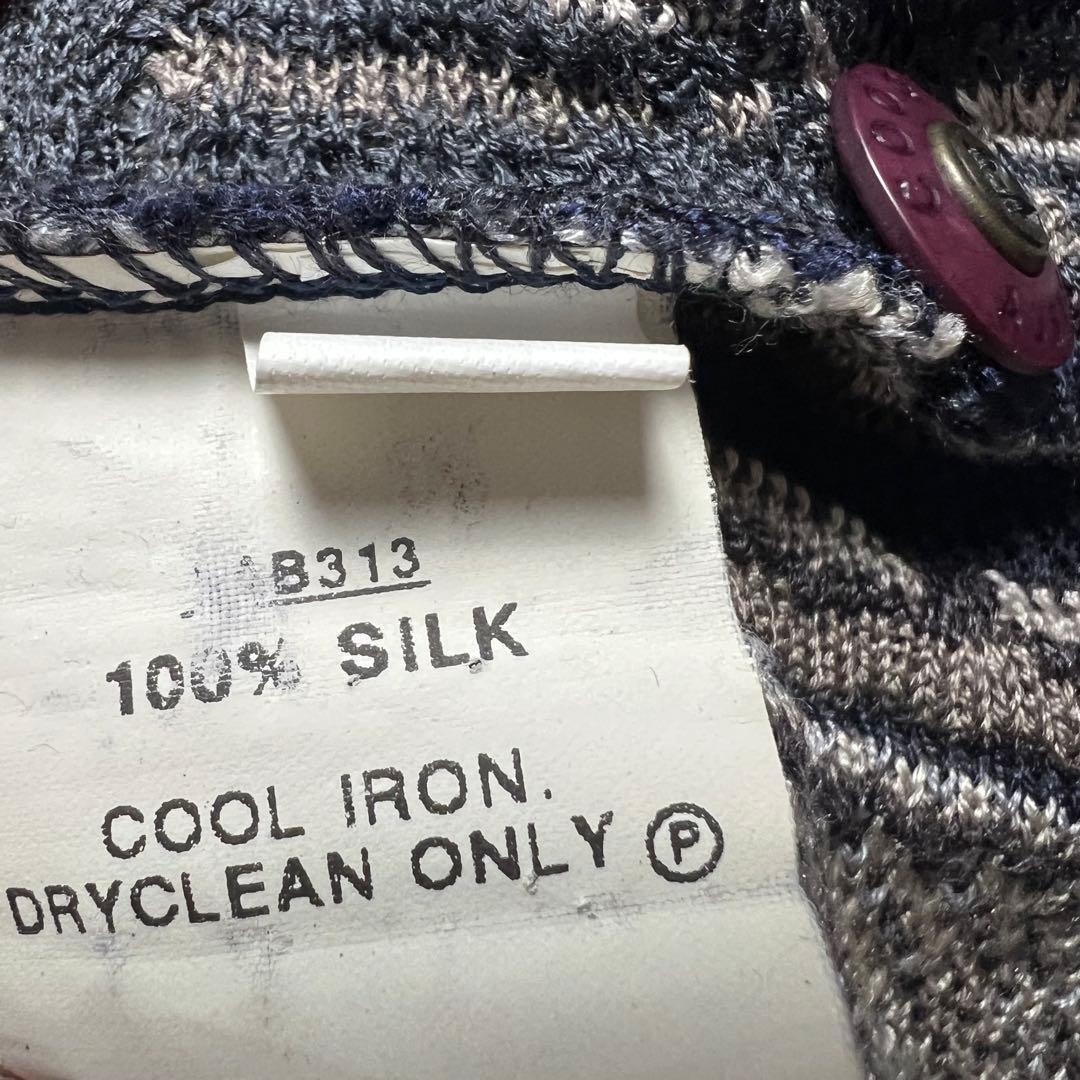 B313
100% SILK
COOL IRON.
DRYCLEAN ONLY Ⓟ